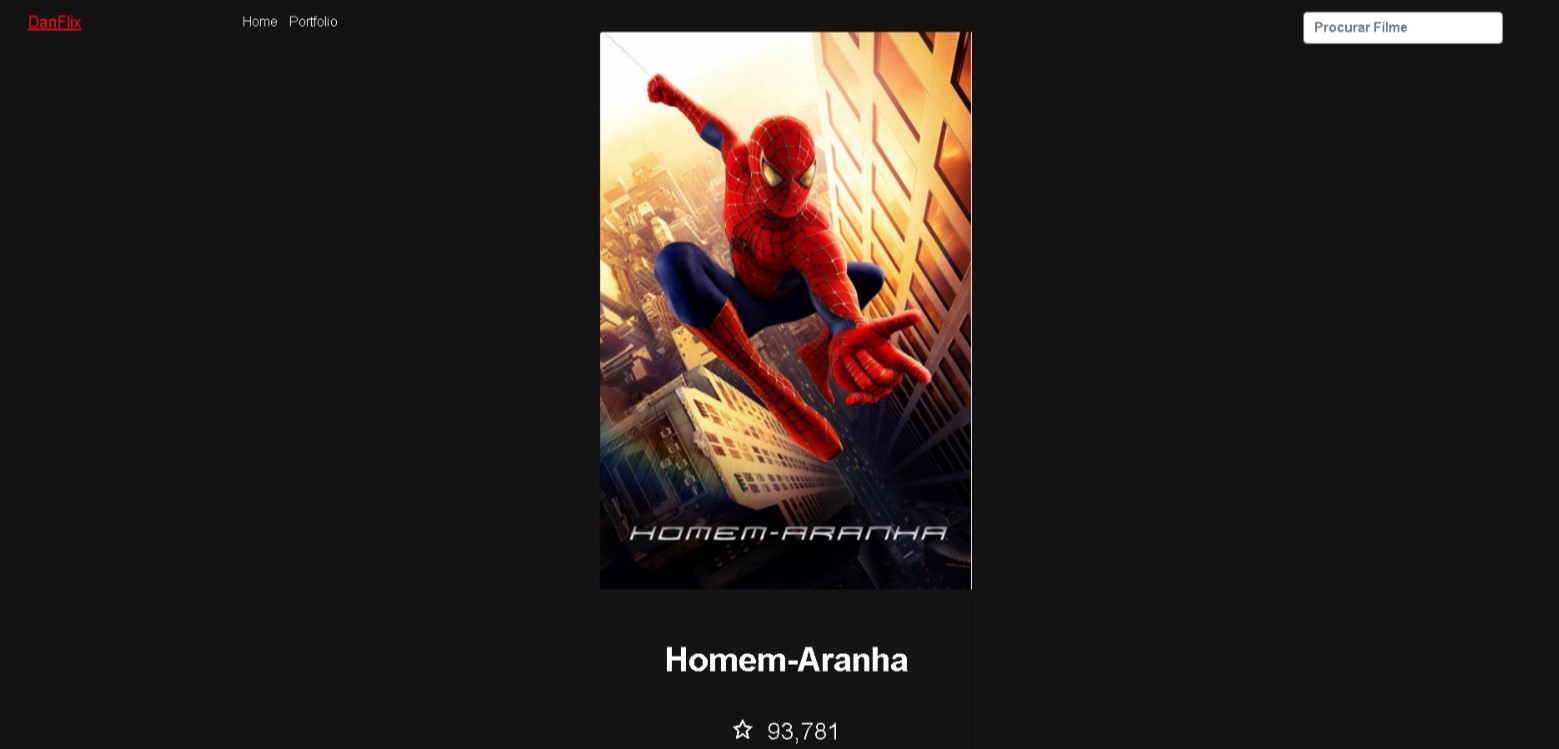 DanFlix
Home Portfolio
Procurar Filme
HOMEM-ARANHA
Homem-Aranha
93,781